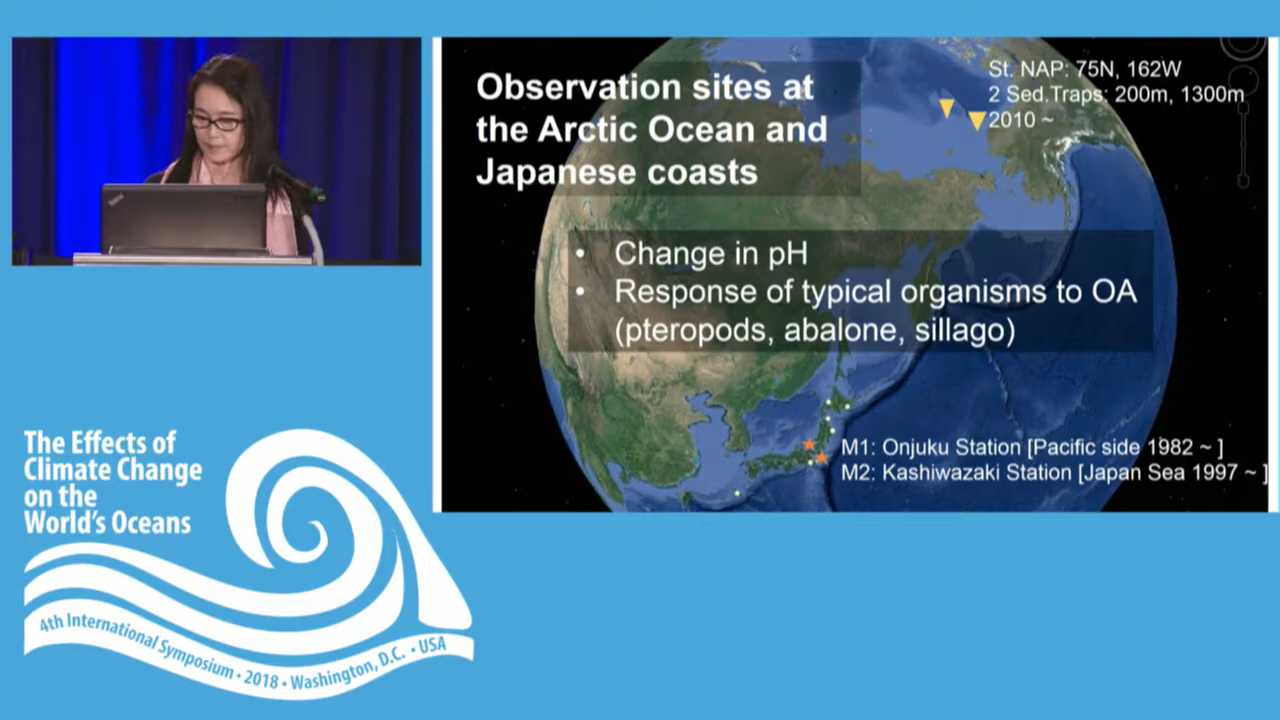 Observation sites at
the Arctic Ocean and
Japanese coasts
St. NAP: 75N, 162W
2 Sed.Traps: 200m, 1300m
2010 ~
• Change in pH
• Response of typical organisms to OA
(pteropods, abalone, sillago)
M1: Onjuku Station [Pacific side 1982 ~ ]
M2: Kashiwazaki Station [Japan Sea 1997 ~ ]
The Effects of
Climate Change
on the
World's Oceans
4th International Symposium • 2018 • Washington, D.C. • USA